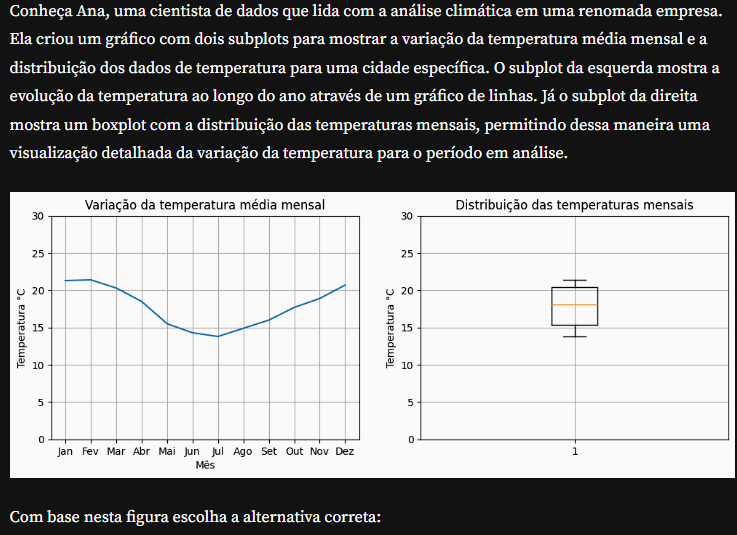 Conheça Ana, uma cientista de dados que lida com a análise climática em uma renomada empresa.
Ela criou um gráfico com dois subplots para mostrar a variação da temperatura média mensal e a
distribuição dos dados de temperatura para uma cidade específica. O subplot da esquerda mostra a
evolução da temperatura ao longo do ano através de um gráfico de linhas. Já o subplot da direita
mostra um boxplot com a distribuição das temperaturas mensais, permitindo dessa maneira uma
visualização detalhada da variação da temperatura para o período em análise.
Variação da temperatura média mensal
30
25
20
15
10
5
0
Temperatura °C
Jan Fev Mar Abr Mai Jun Jul Ago Set Out Nov Dez
Mês
Distribuição das temperaturas mensais
30
25
20
15
10
5
0
Temperatura °C
1
Com base nesta figura escolha a alternativa correta: